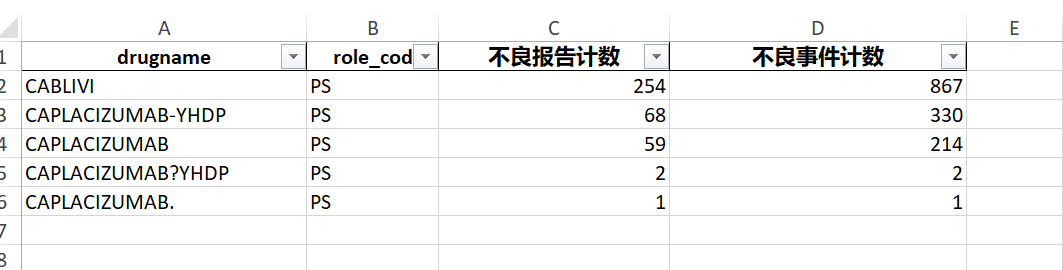 A B C D E
1 drugname role_cod 不良报告计数 不良事件计数
2 CABLIVI PS 254 867
3 CAPLACIZUMAB-YHDP PS 68 330
4 CAPLACIZUMAB PS 59 214
5 CAPLACIZUMAB?YHDP PS 2 2
6 CAPLACIZUMAB. PS 1 1
7
8